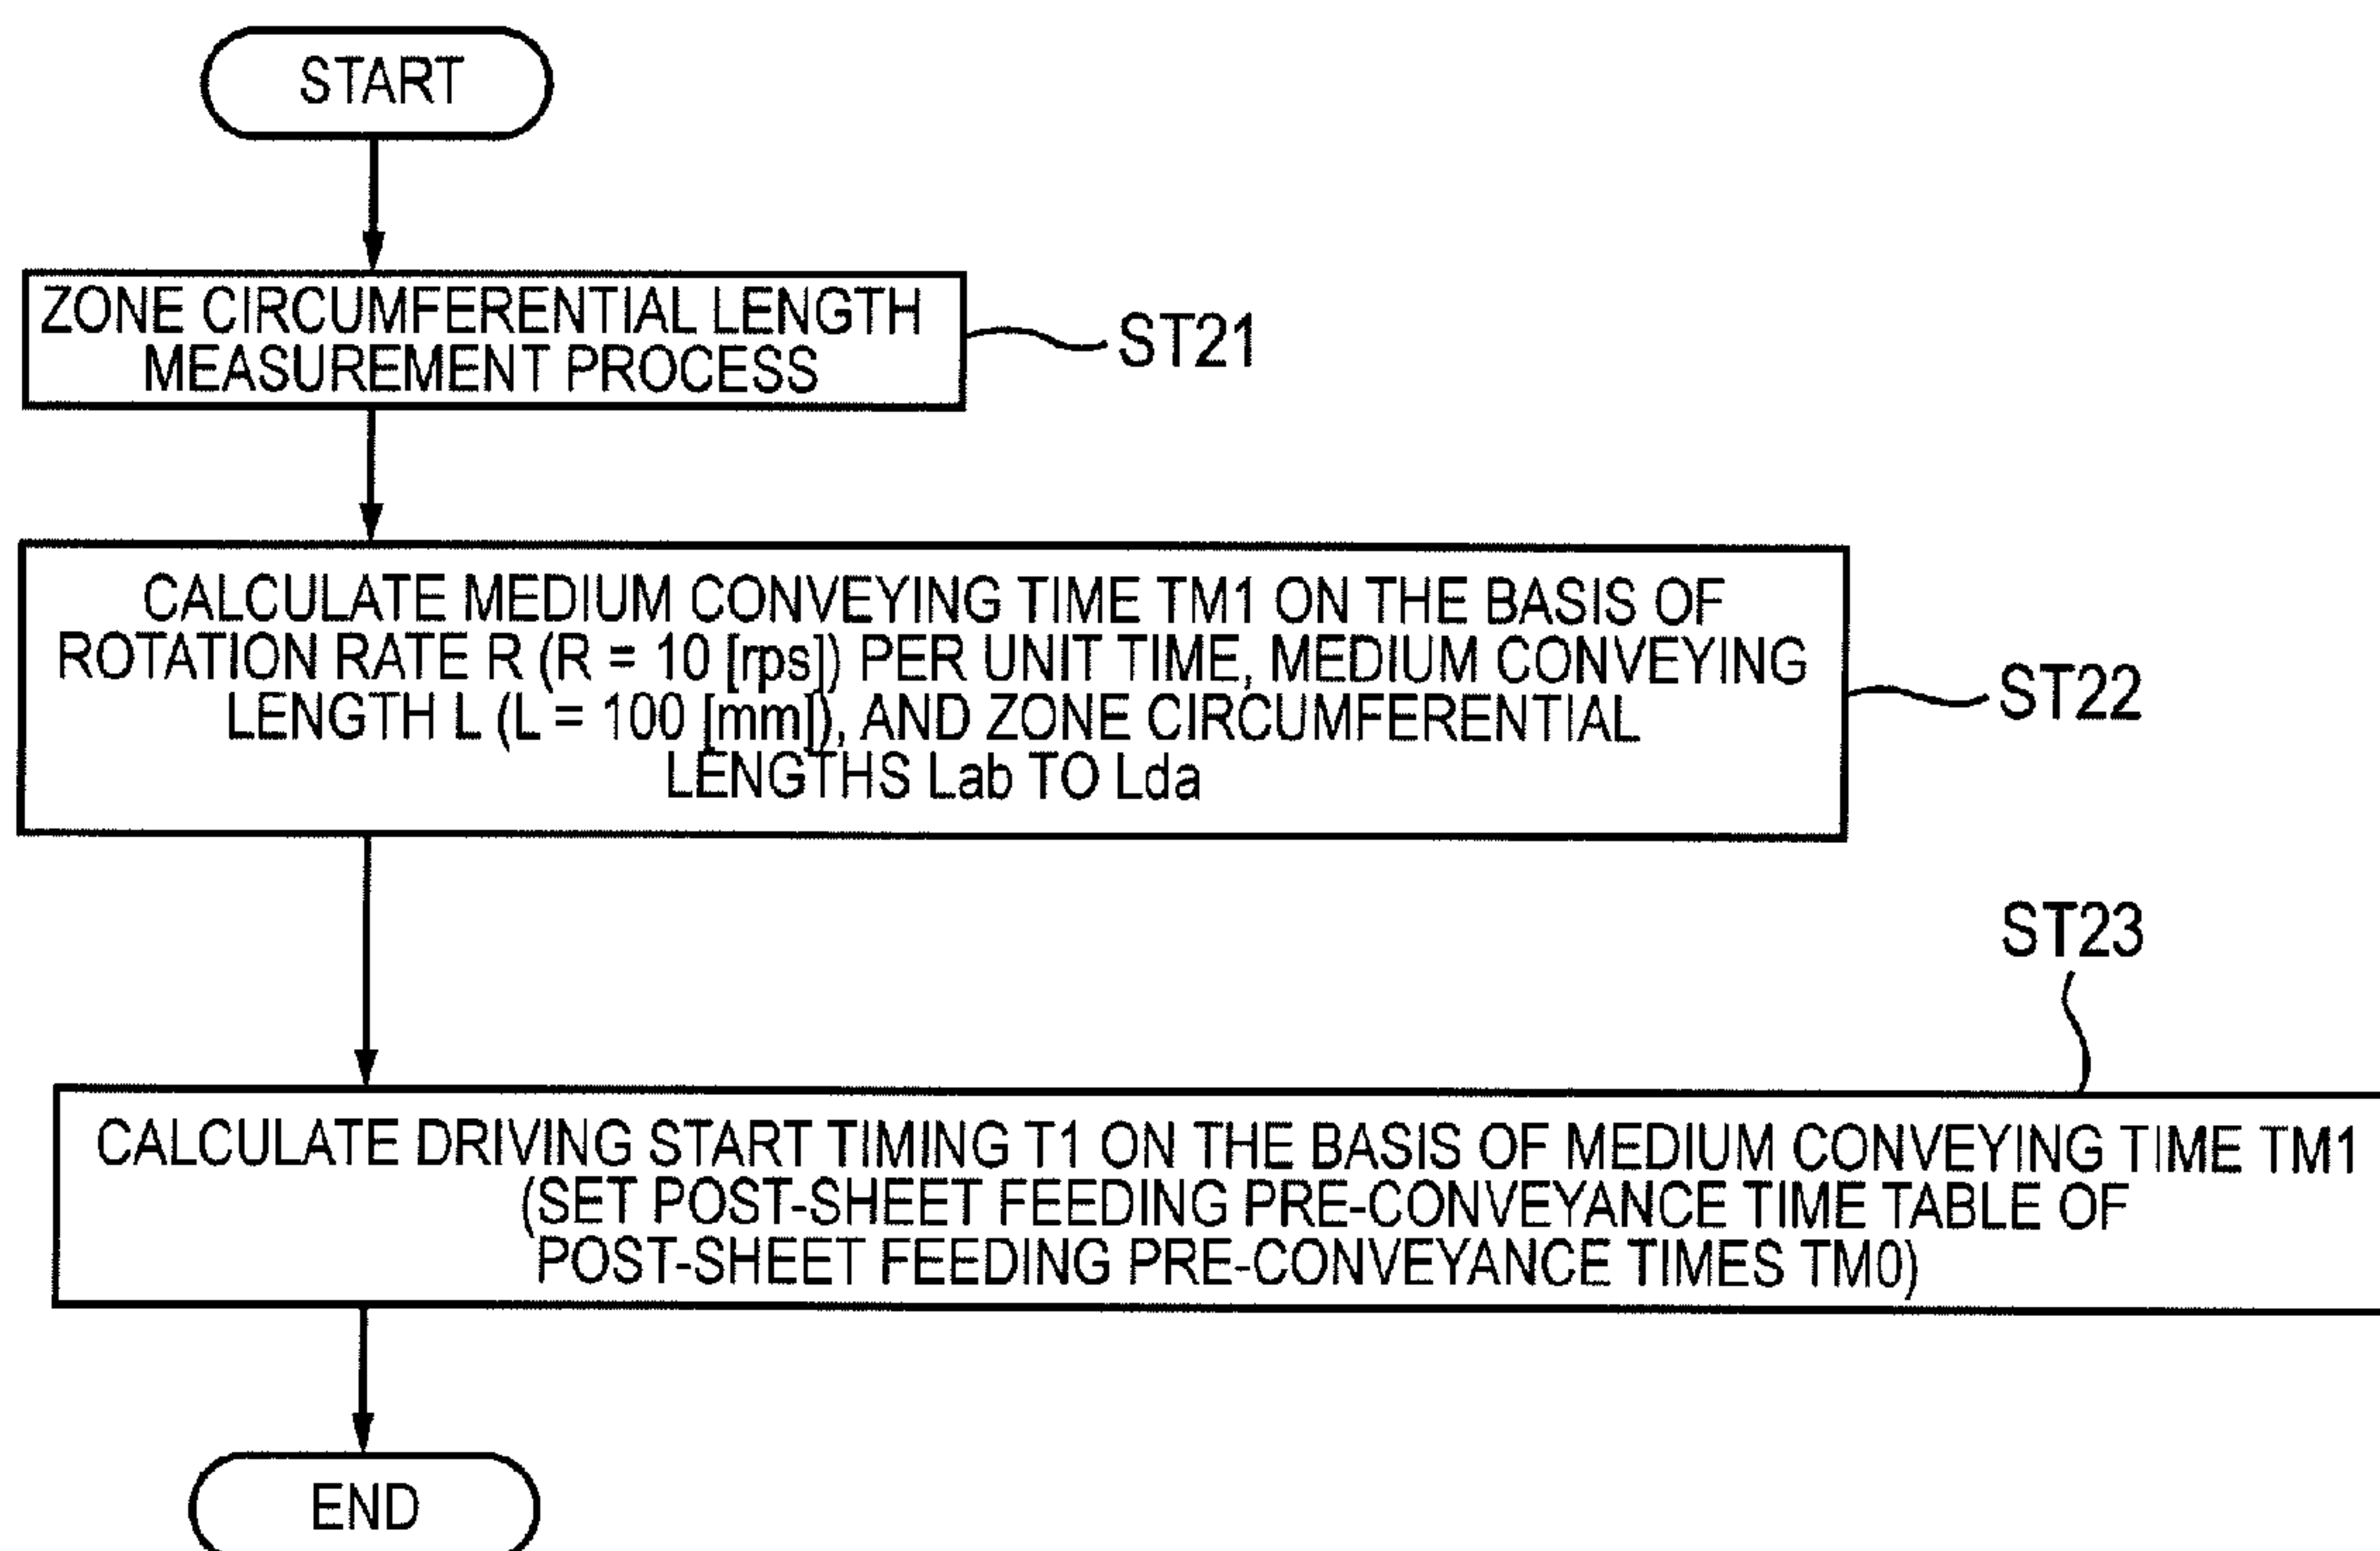 START
ZONE CIRCUMFERENTIAL LENGTH
MEASUREMENT PROCESS
ST21
CALCULATE MEDIUM CONVEYING TIME TM1 ON THE BASIS OF
ROTATION RATE R (R = 10 [rps]) PER UNIT TIME, MEDIUM CONVEYING
LENGTH L (L = 100 [mm]), AND ZONE CIRCUMFERENTIAL
LENGTHS Lab TO Lda
ST22
ST23
CALCULATE DRIVING START TIMING T1 ON THE BASIS OF MEDIUM CONVEYING TIME TM1
(SET POST-SHEET FEEDING PRE-CONVEYANCE TIME TABLE OF
POST-SHEET FEEDING PRE-CONVEYANCE TIMES TM0)
END